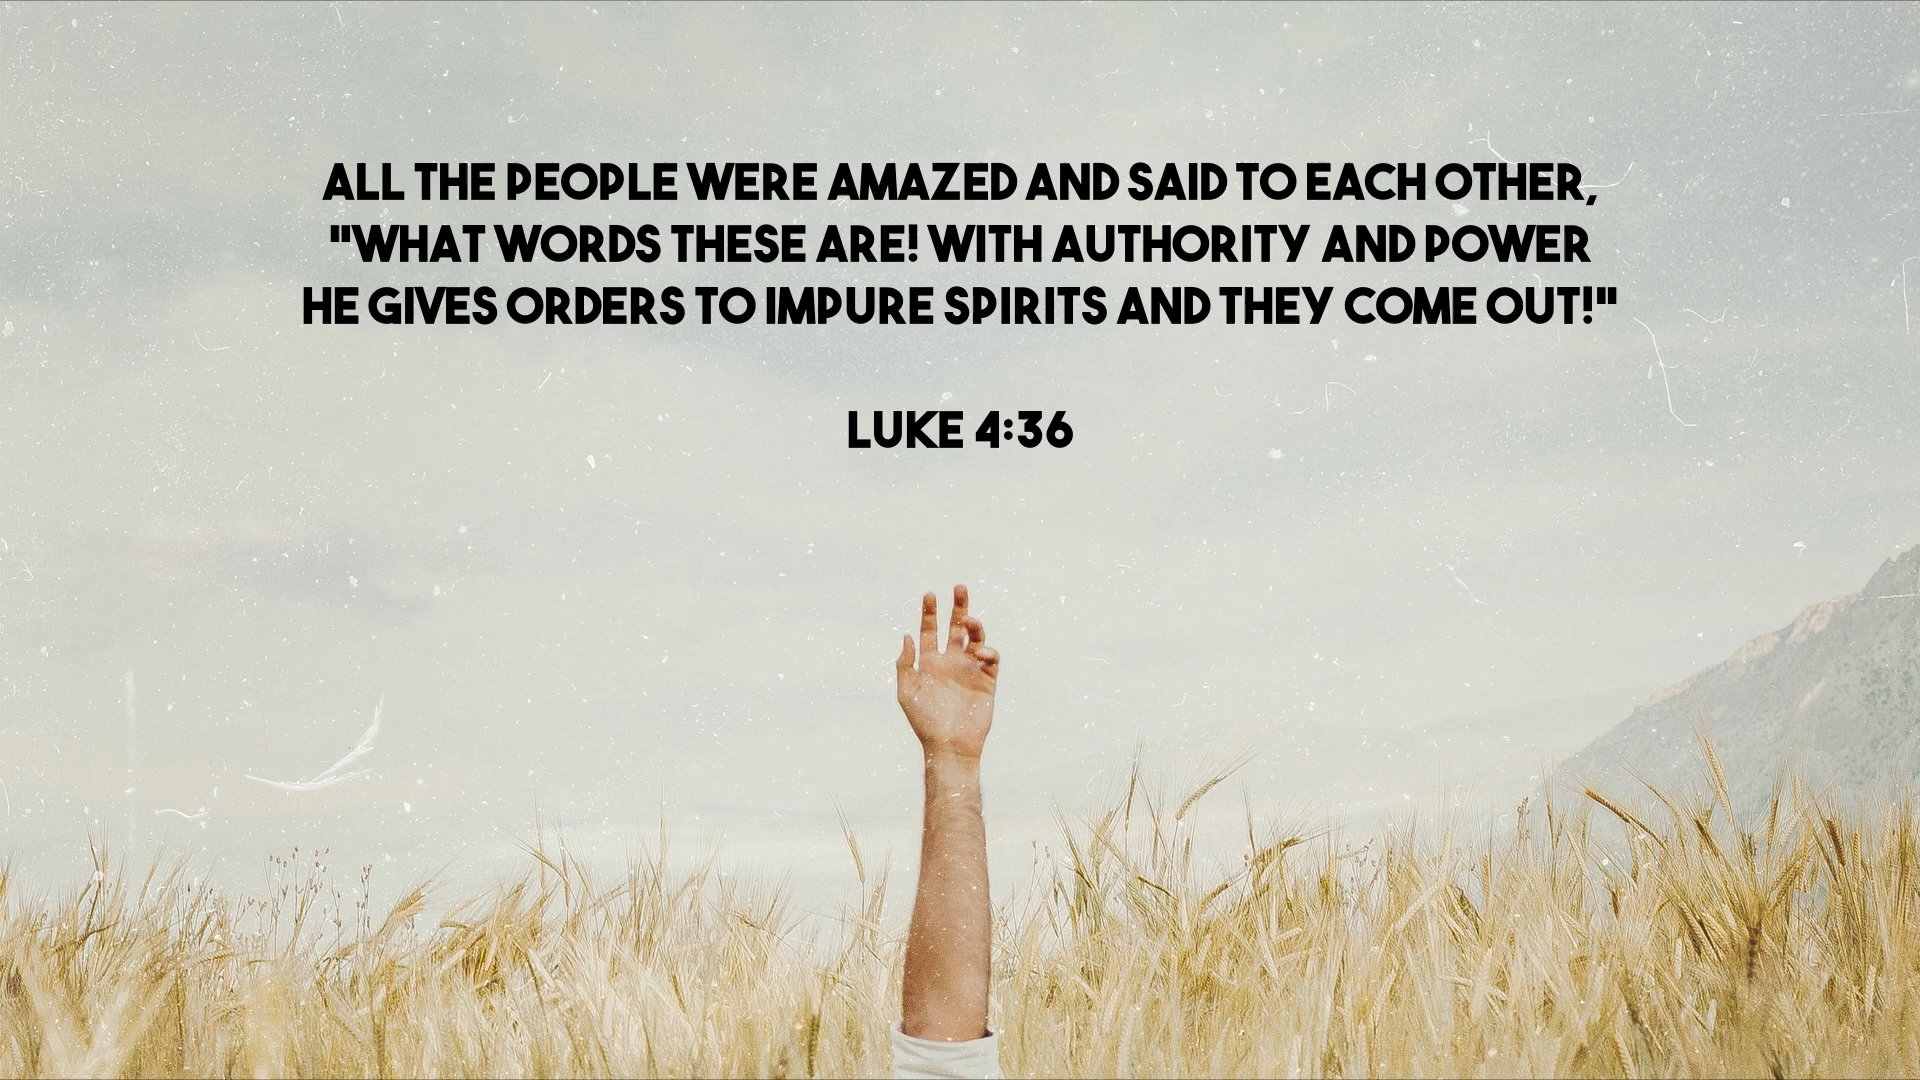 ALL THE PEOPLE WERE AMAZED AND SAID TO EACH OTHER,
"WHAT WORDS THESE ARE! WITH AUTHORITY AND POWER
HE GIVES ORDERS TO IMPURE SPIRITS AND THEY COME OUT!"
LUKE 4:36